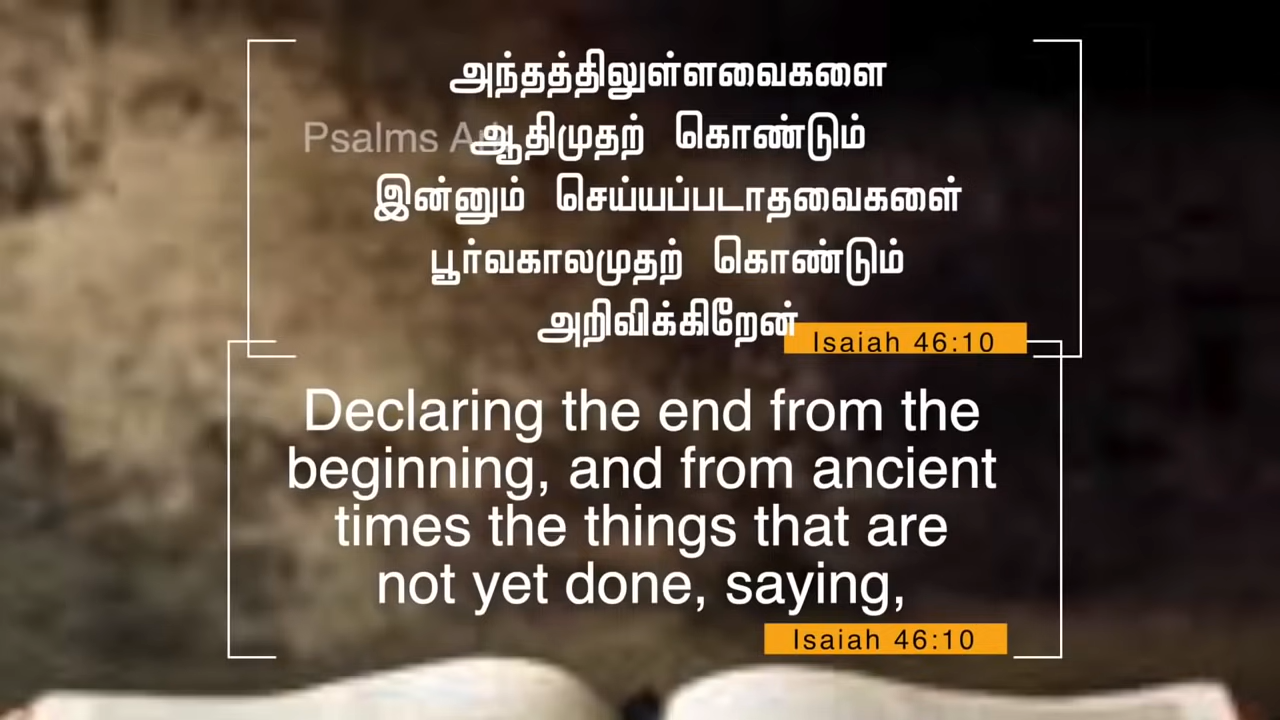 அந்தத்திலுள்ளவைகளை
Psalms
ஆதிமுதற் கொண்டும்
இன்னும் செய்யப்படாதவைகளை்
பூர்வகாலமுதற் கொண்டும்
அறிவிக்கிறேன்
Isaiah 46:10
Declaring the end from the
beginning, and from ancient
times the things that are
not yet done, saying,
Isaiah 46:10